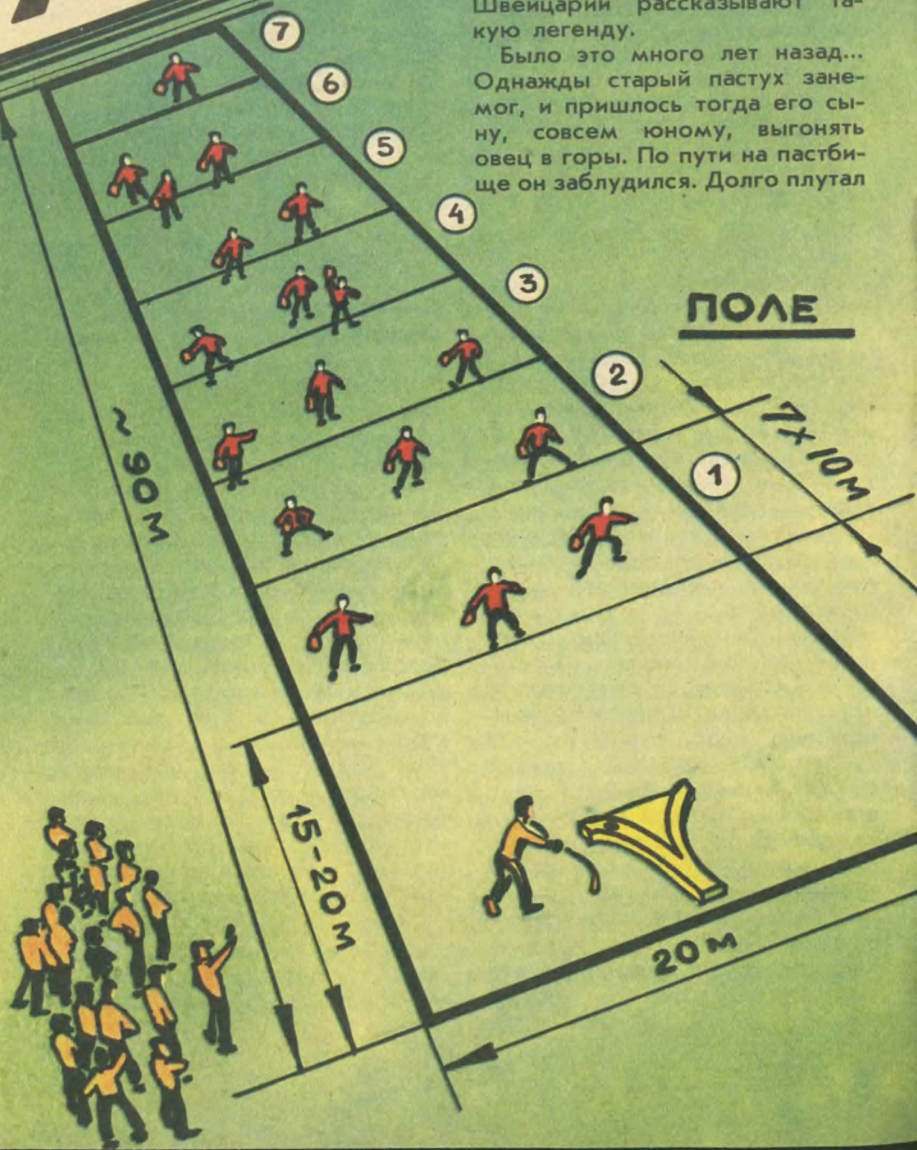 Швейцарии рассказывают та-
кую легенду.
Было это много лет назад...
Однажды старый пастух зане-
мог, и пришлось тогда его сы-
ну, совсем юному, выгонять
овец в горы. По пути на пастби-
ще он заблудился. Долго плутал
7
6
5
4
3
2
1
ПОЛЕ
7×10м
~90м
15-20м
20м